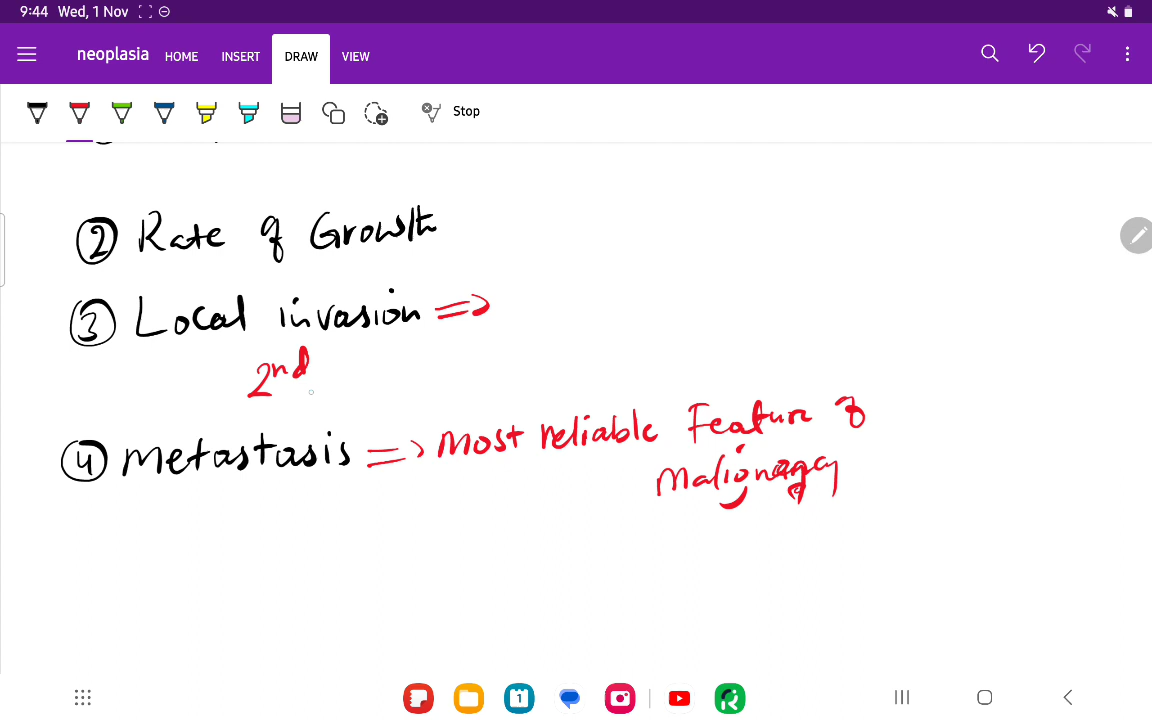 9:44 Wed, 1 Nov
neoplasia HOME INSERT DRAW VIEW
Stop
② Rate of Growth
③ Local invasion =>
2nd
④ Metastasis => Most reliable Feature of
Malignancy
1